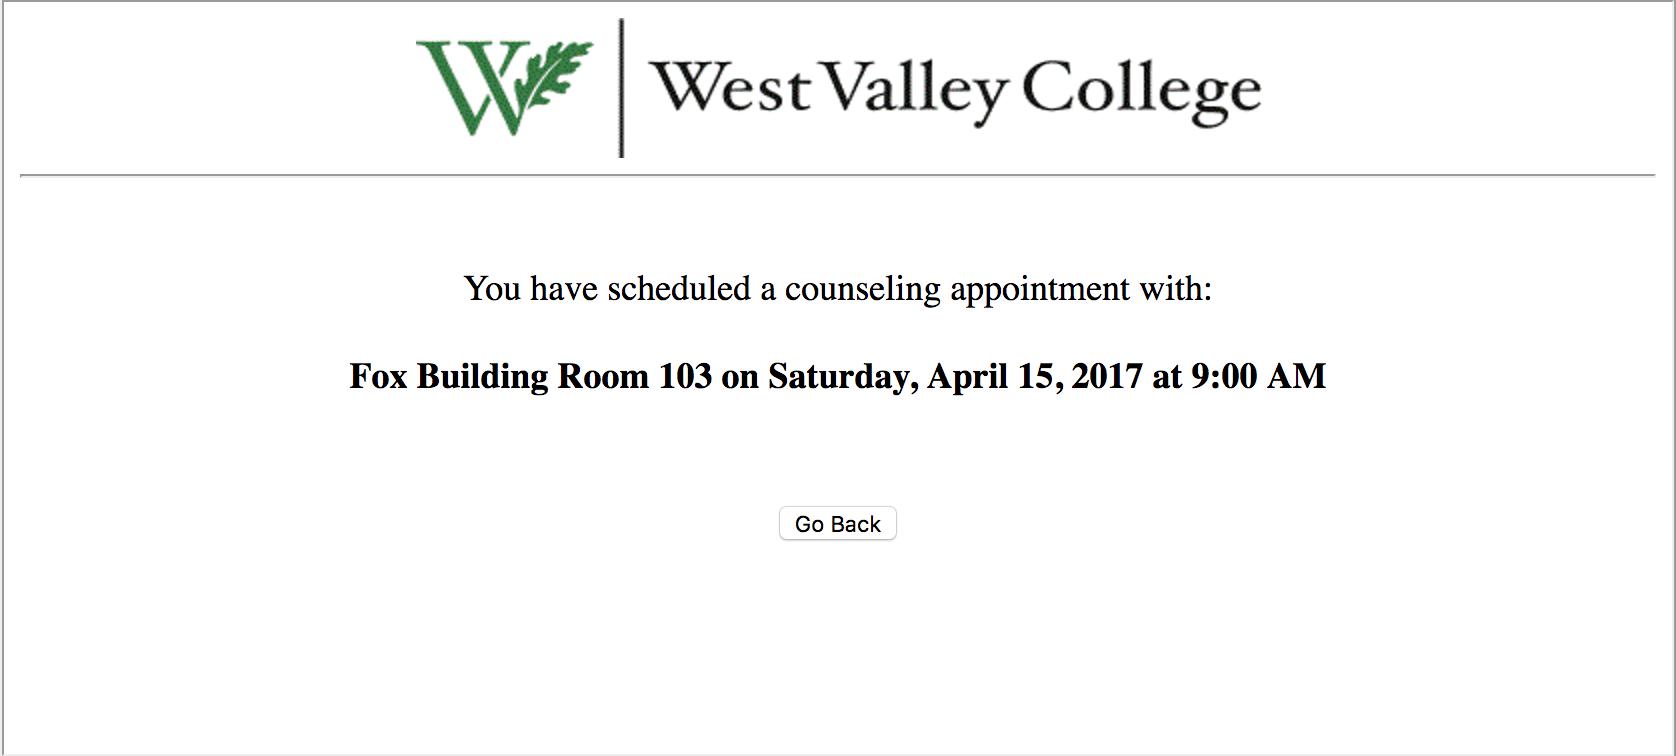 West Valley College
You have scheduled a counseling appointment with:
Fox Building Room 103 on Saturday, April 15, 2017 at 9:00 AM
Go Back